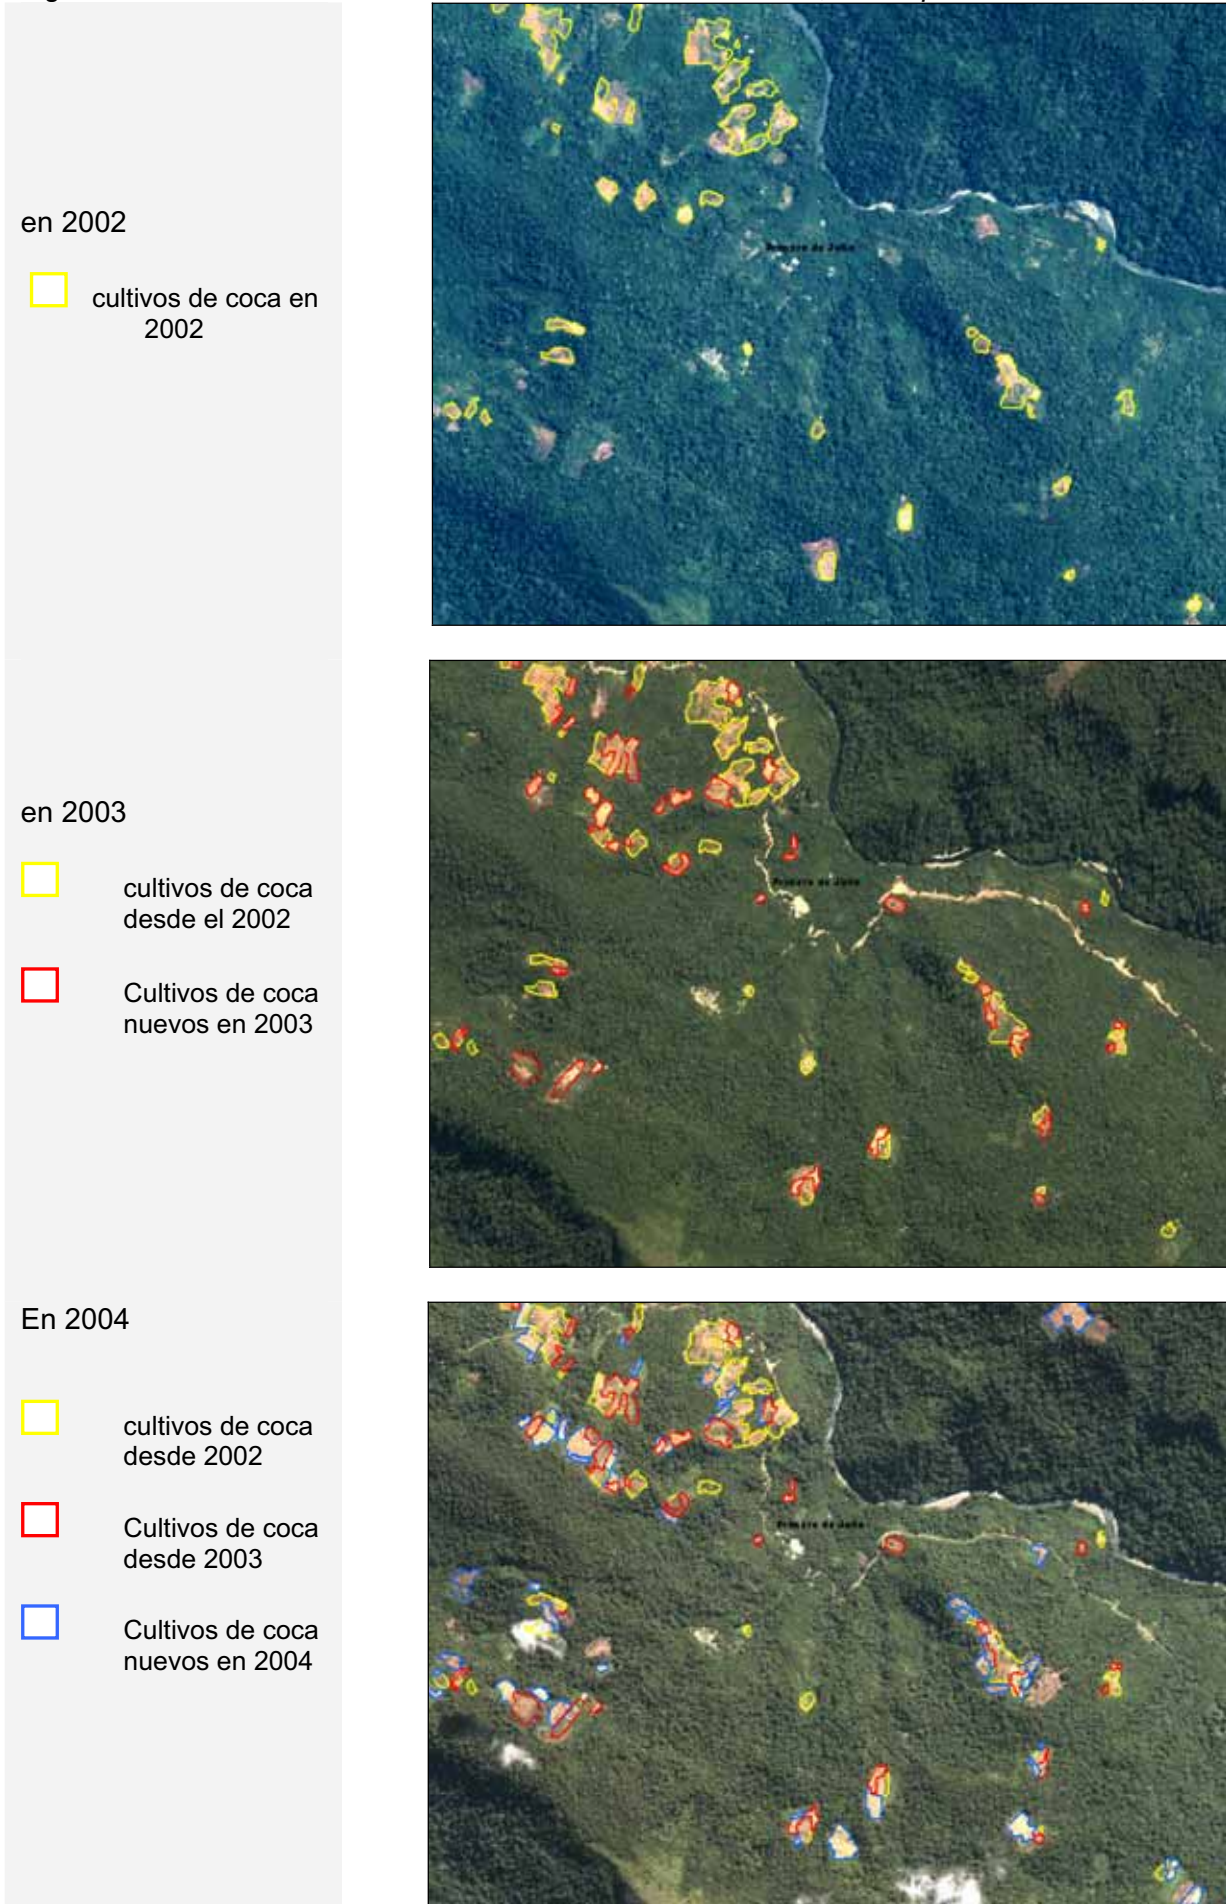 en 2002
cultivos de coca en
2002
en 2003
cultivos de coca
desde el 2002
Cultivos de coca
nuevos en 2003
En 2004
cultivos de coca
desde 2002
Cultivos de coca
desde 2003
Cultivos de coca
nuevos en 2004